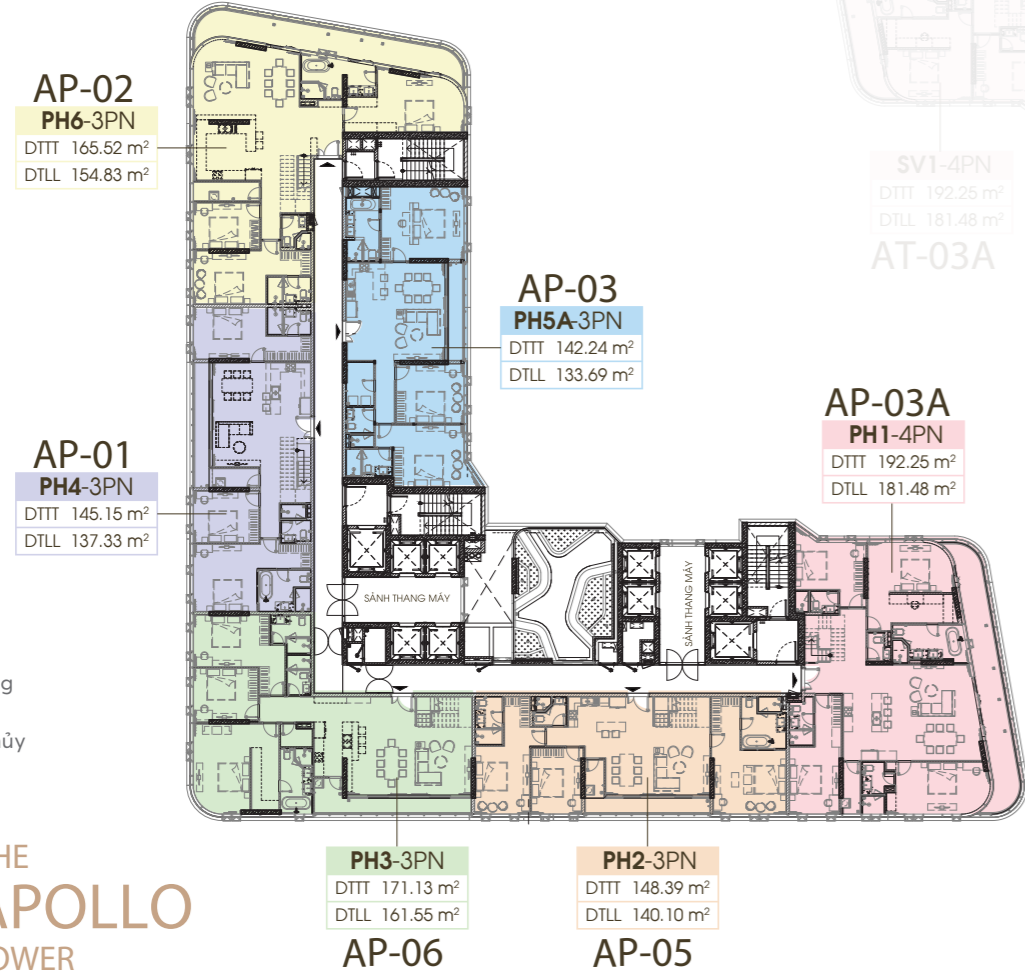 AP-02
PH6-3PN
DTTT 165.52 m²
DTLL 154.83 m²
SV1-4PN
DTTT 192.25 m²
DTLL 181.48 m²
AT-03A
AP-03
PH5A-3PN
DTTT 142.24 m²
DTLL 133.69 m²
AP-03A
PH1-4PN
DTTT 192.25 m²
DTLL 181.48 m²
AP-01
PH4-3PN
DTTT 145.15 m²
DTLL 137.33 m²
SẢNH THANG MÁY
SẢNH THANG MÁY
PH3-3PN
DTTT 171.13 m²
DTLL 161.55 m²
AP-06
PH2-3PN
DTTT 148.39 m²
DTLL 140.10 m²
AP-05
HE
APOLLO
OWER